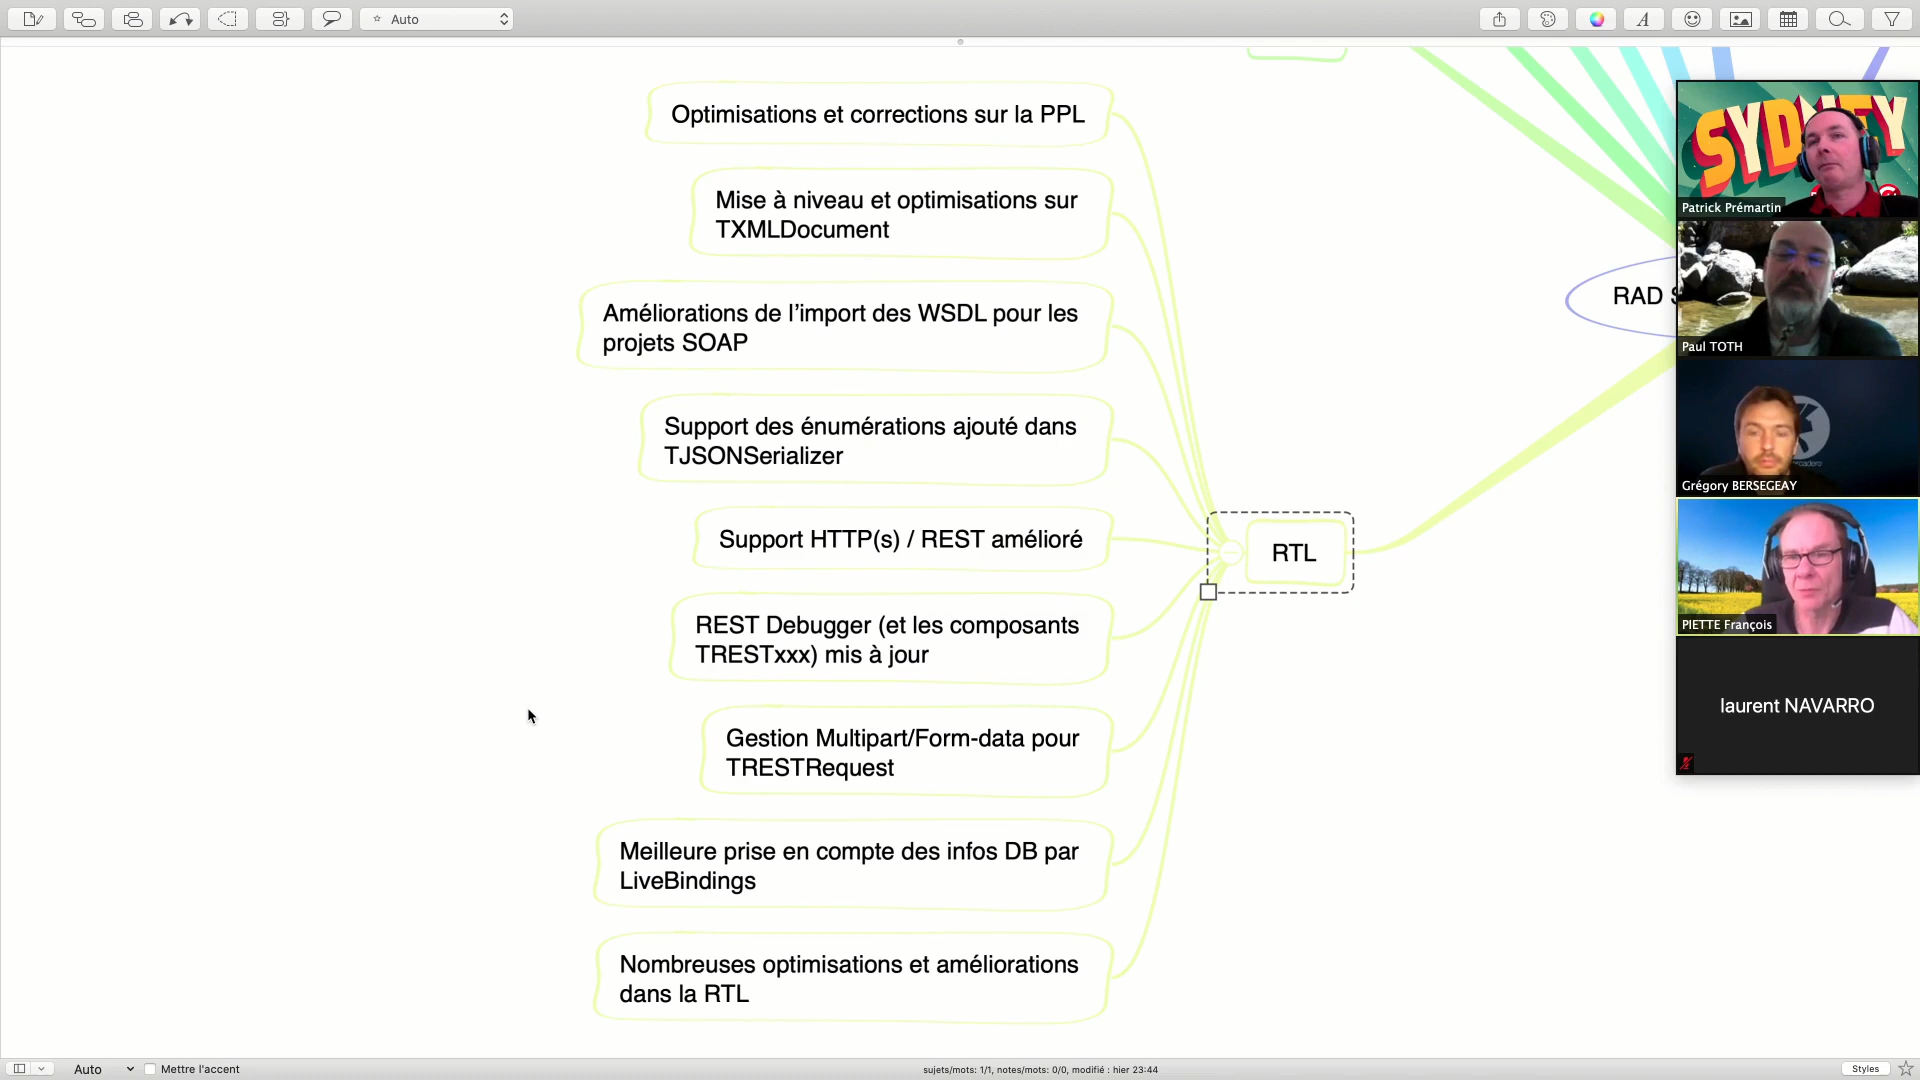 Auto
Optimisations et corrections sur la PPL
Mise à niveau et optimisations sur
TXMLDocument
Améliorations de l’import des WSDL pour les
projets SOAP
Support des énumérations ajouté dans
TJSONSerializer
Support HTTP(s) / REST amélioré
REST Debugger (et les composants
TRESTxxx) mis à jour
Gestion Multipart/Form-data pour
TRESTRequest
Meilleure prise en compte des infos DB par
LiveBindings
Nombreuses optimisations et améliorations
dans la RTL
RTL
RAD
SYDNEY
Patrick Prémartin
Paul TOTH
Grégory BERSEGEAY
PIETTE François
laurent NAVARRO
Auto
Mettre l'accent
sujets/mots: 1/1, notes/mots: 0/0, modifié : hier 23:44
Styles